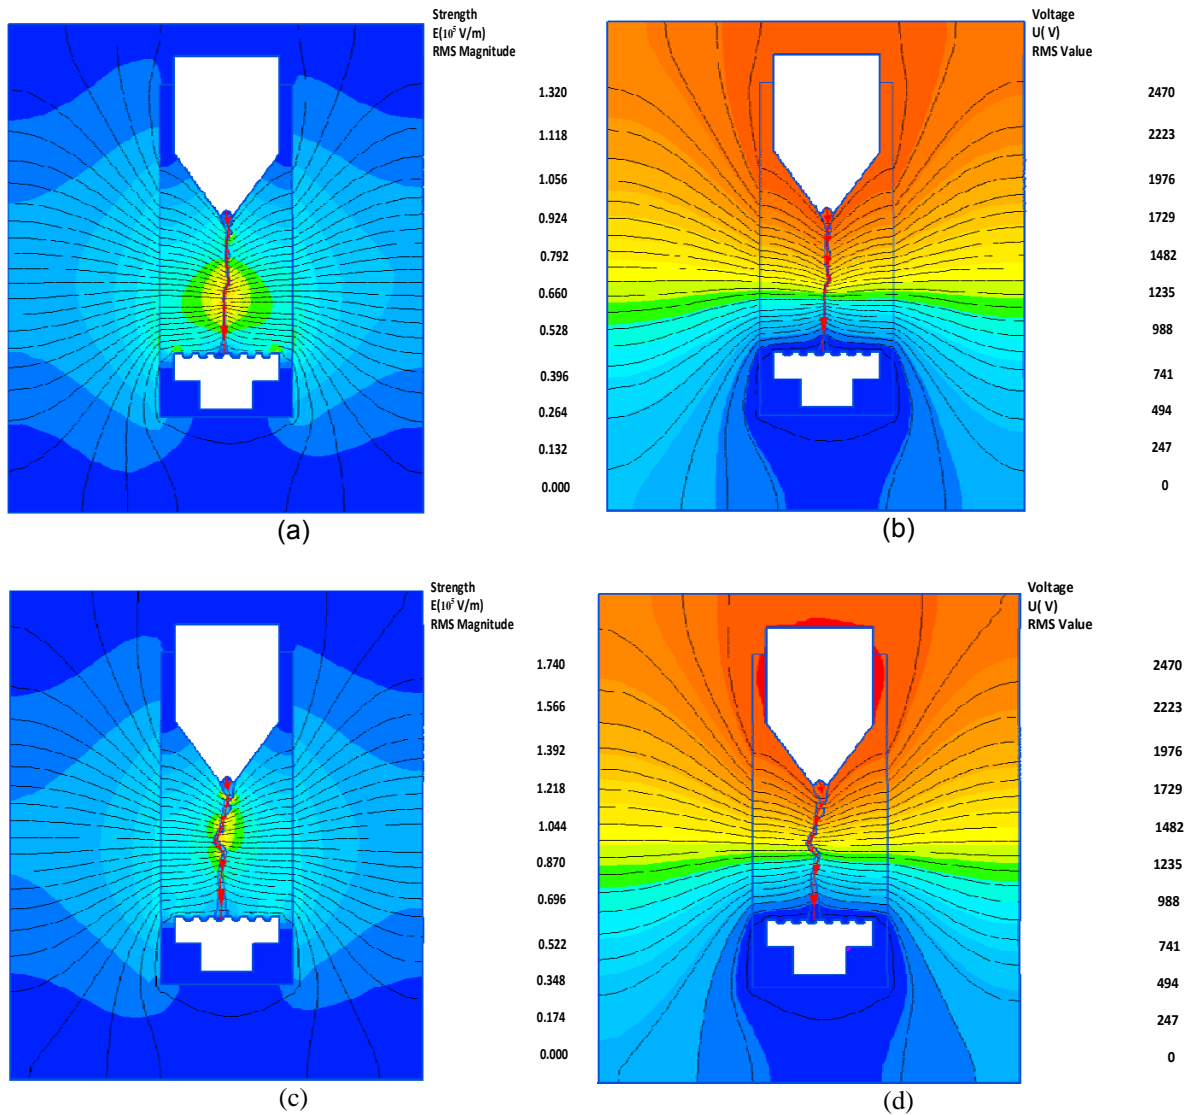 Strength
E(10⁵ V/m)
RMS Magnitude
1.320
1.118
1.056
0.924
0.792
0.660
0.528
0.396
0.264
0.132
0.000
(a)
Voltage
U( V)
RMS Value
2470
2223
1976
1729
1482
1235
988
741
494
247
0
(b)
Strength
E(10⁵ V/m)
RMS Magnitude
1.740
1.566
1.392
1.218
1.044
0.870
0.696
0.522
0.348
0.174
0.000
(c)
Voltage
U( V)
RMS Value
2470
2223
1976
1729
1482
1235
988
741
494
247
0
(d)